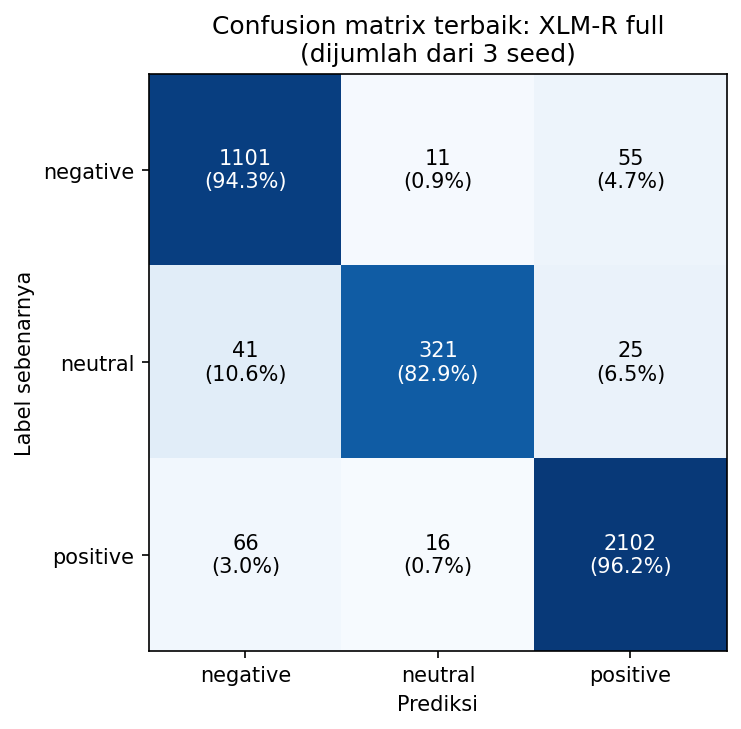 Confusion matrix terbaik: XLM-R full
(dijumlah dari 3 seed)
Label sebenarnya
negative
1101
(94.3%)
11
(0.9%)
55
(4.7%)
neutral
41
(10.6%)
321
(82.9%)
25
(6.5%)
positive
66
(3.0%)
16
(0.7%)
2102
(96.2%)
negative
neutral
positive
Prediksi